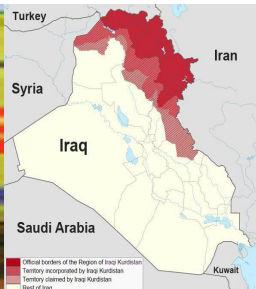 Turkey
Iran
Syria
Iraq
Saudi Arabia
Kuwait
Official borders of the Region of Iraqi Kurdistan
Territory incorporated by Iraqi Kurdistan
Territory claimed by Iraqi Kurdistan
Rest of Iraq